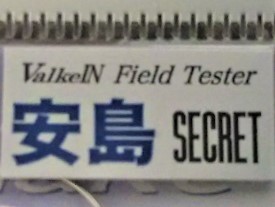 ValkeIN Field Tester
安島 SECRET